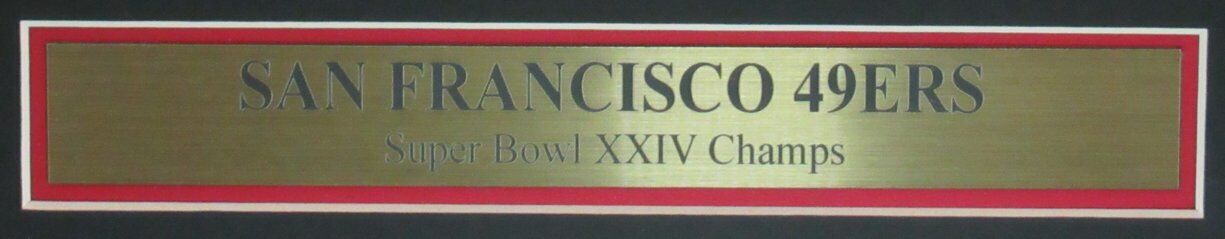 SAN FRANCISCO 49ERS
Super Bowl XXIV Champs